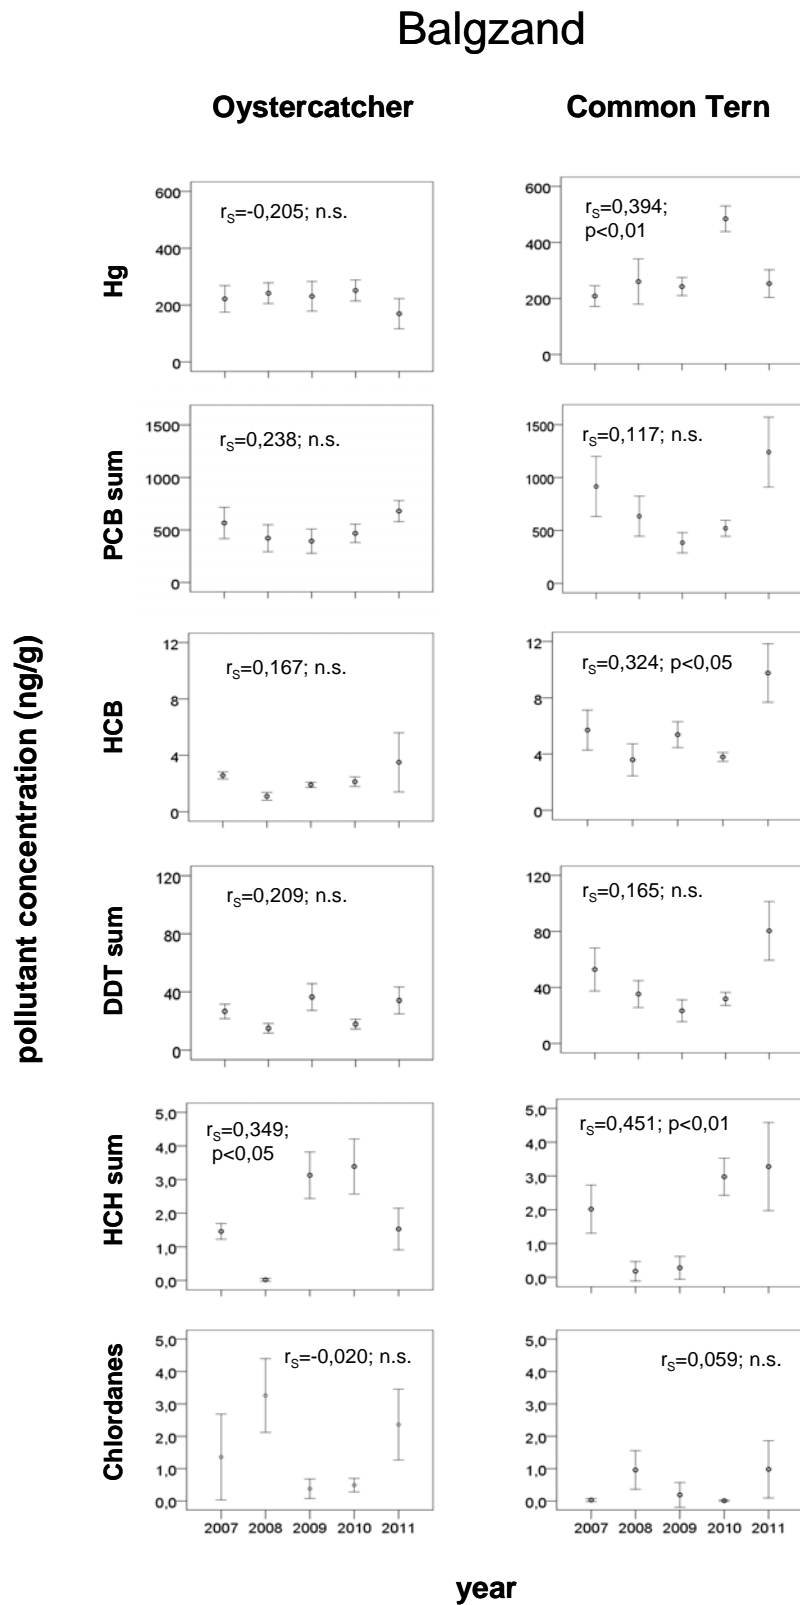 Balgzand
Oystercatcher
Common Tern
pollutant concentration (ng/g)
Hg
600
400
200
0
rS=-0,205; n.s.
600
400
200
0
rS=0,394;
p<0,01
PCB sum
1500
1000
500
0
rS=0,238; n.s.
1500
1000
500
0
rS=0,117; n.s.
HCB
12
8
4
0
rS=0,167; n.s.
12
8
4
0
rS=0,324; p<0,05
DDT sum
120
80
40
0
rS=0,209; n.s.
120
80
40
0
rS=0,165; n.s.
HCH sum
5,0
4,0
3,0
2,0
1,0
0,0
rS=0,349;
p<0,05
5,0
4,0
3,0
2,0
1,0
0,0
rS=0,451; p<0,01
Chlordanes
5,0
4,0
3,0
2,0
1,0
0,0
rS=-0,020; n.s.
5,0
4,0
3,0
2,0
1,0
0,0
rS=0,059; n.s.
2007 2008 2009 2010 2011
2007 2008 2009 2010 2011
year